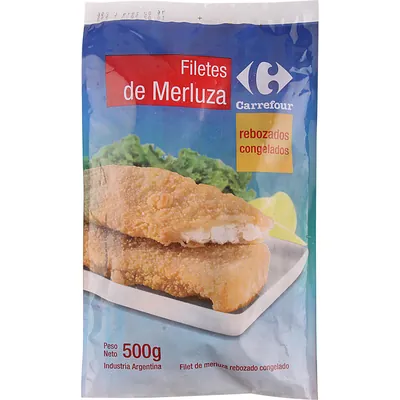 Filetes
de Merluza
Carrefour
rebozados
congelados
Peso
Neto 500g
Industria Argentina
Filet de merluza rebozado congelado